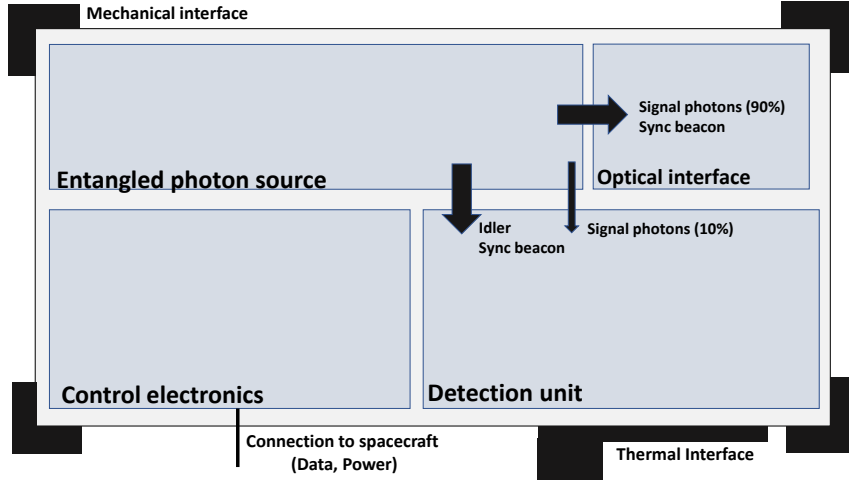 Mechanical interface
Signal photons (90%)
Sync beacon
Entangled photon source
Optical interface
Idler
Sync beacon
Signal photons (10%)
Control electronics
Detection unit
Connection to spacecraft
(Data, Power)
Thermal Interface